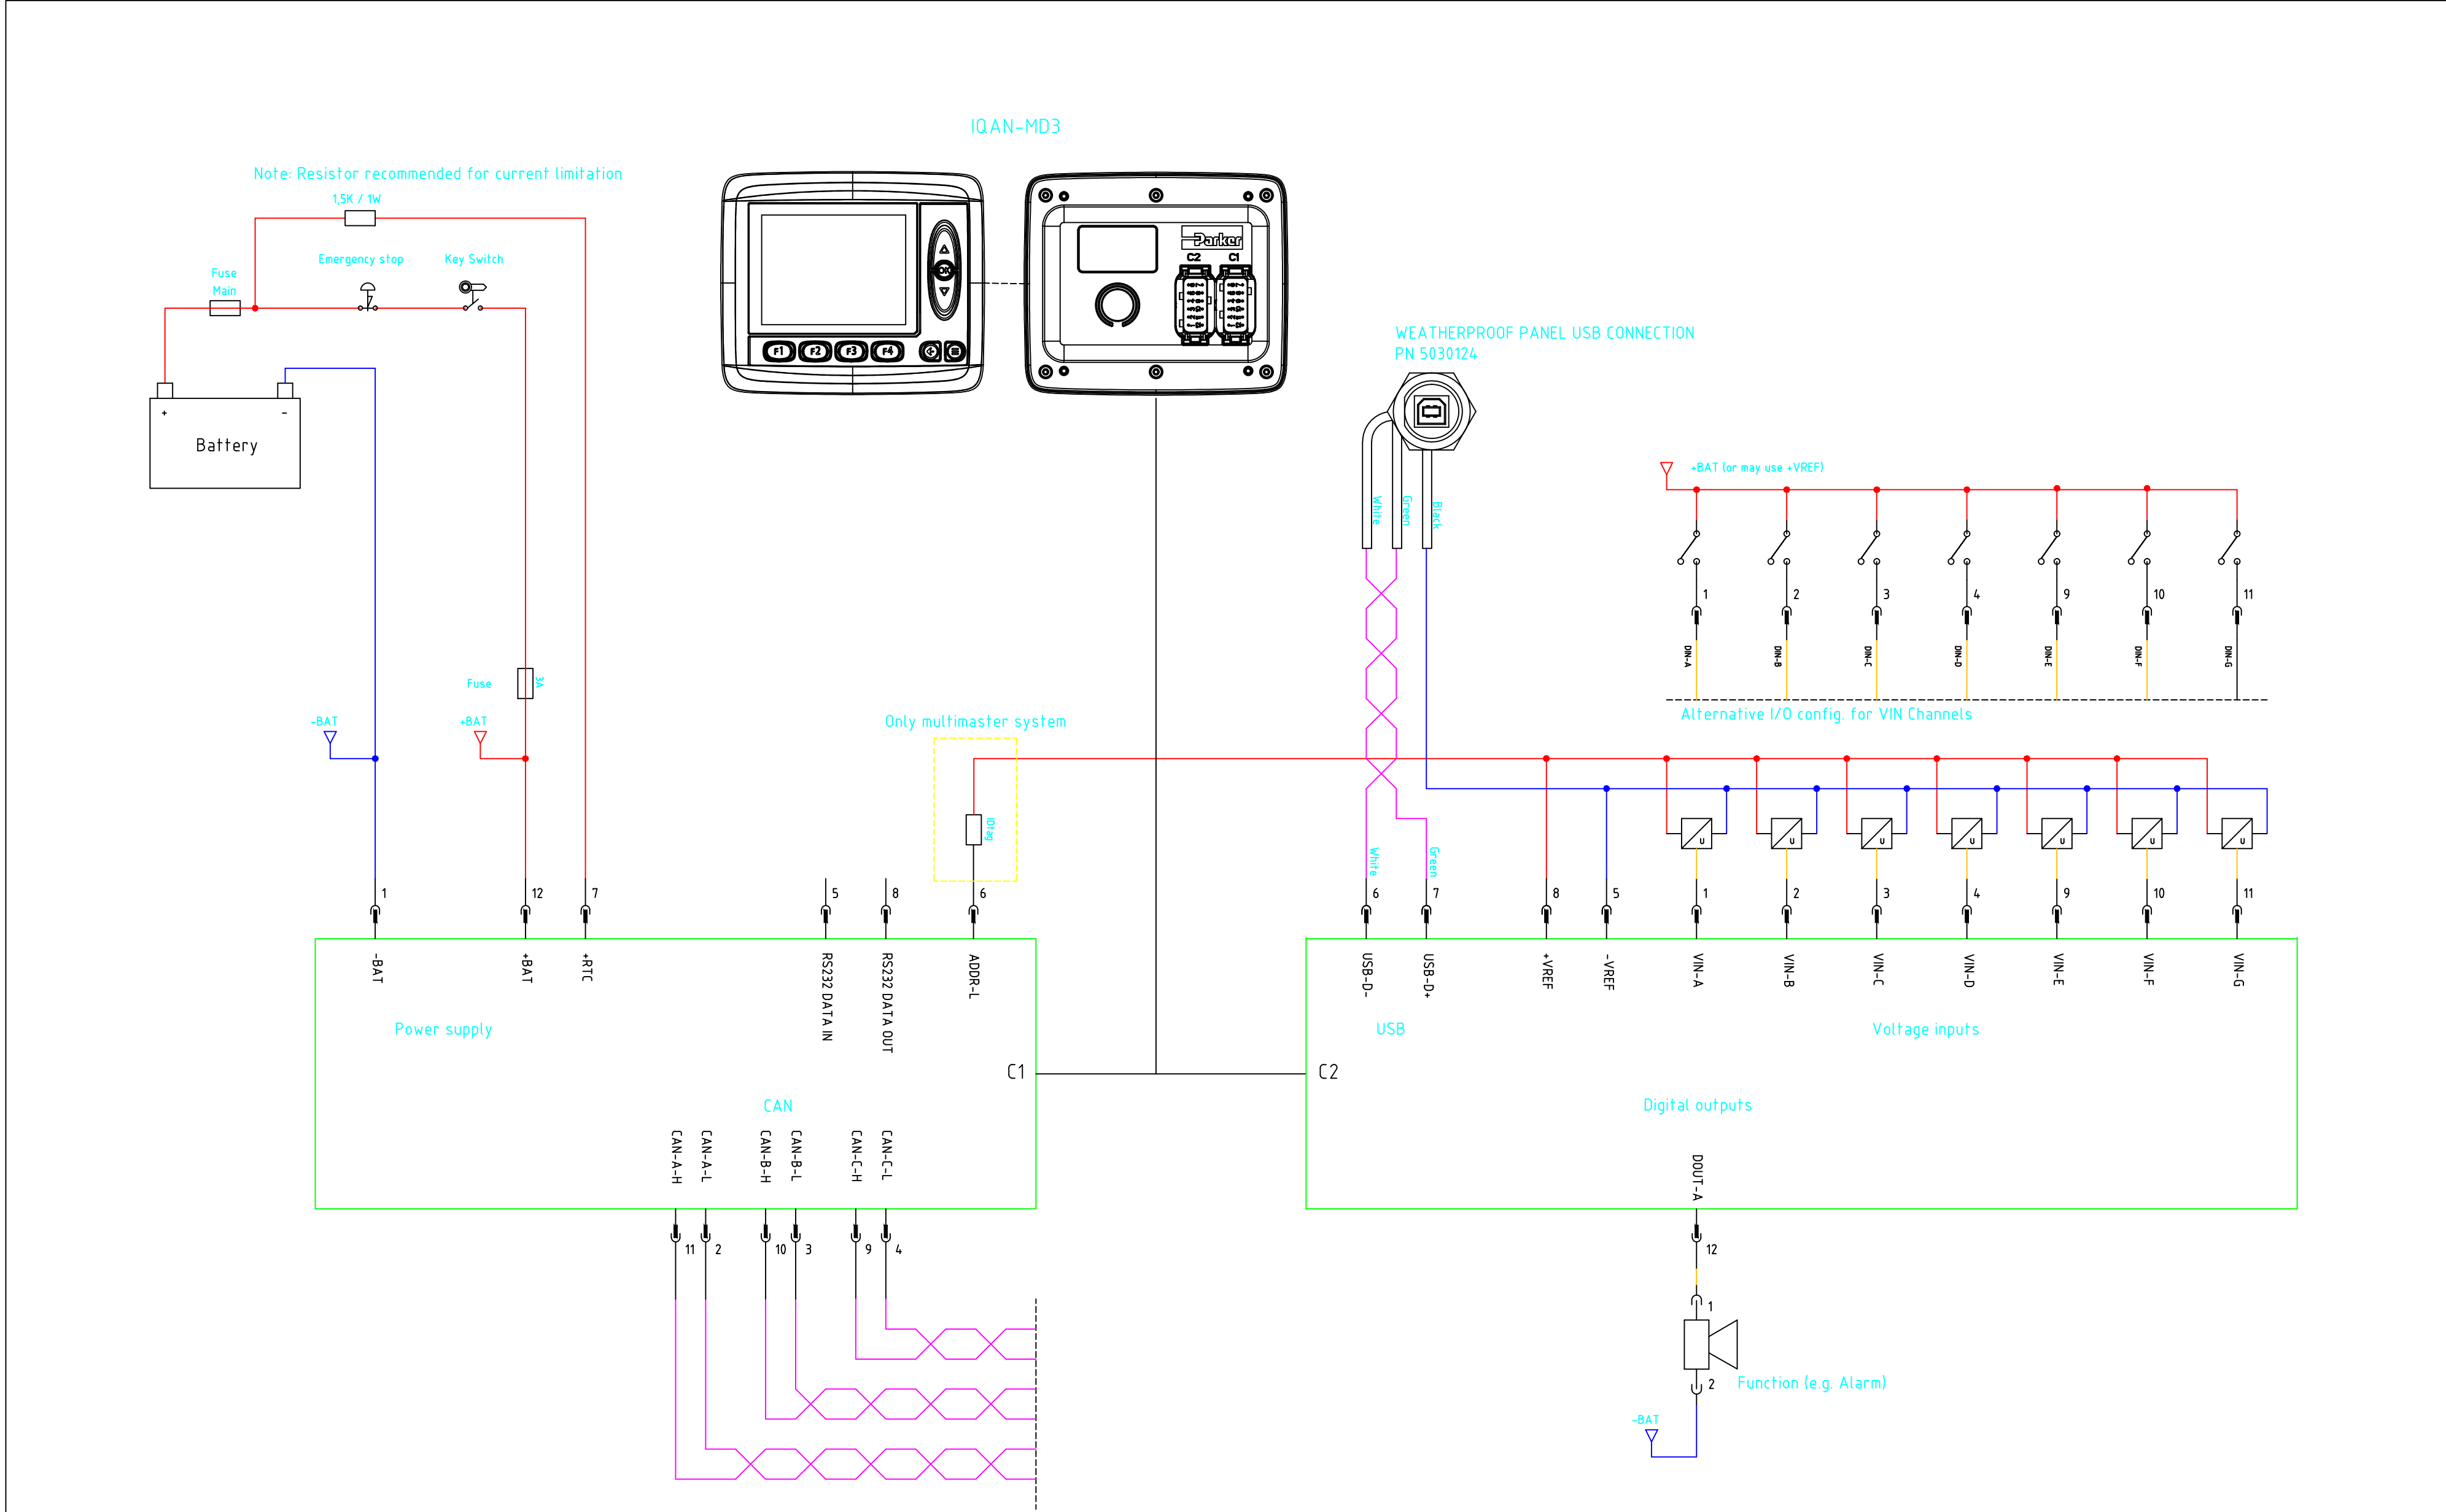 IQAN-MD3
Note: Resistor recommended for current limitation
1,5K / 1W
Fuse
Main
Emergency stop
Key Switch
+
-
Battery
OK
F1
F2
F3
F4
Parker
C2
C1
WEATHERPROOF PANEL USB CONNECTION
PN 5030124
White
Green
Black
+BAT (or may use +VREF)
1
2
3
4
9
10
11
DIN-A
DIN-B
DIN-C
DIN-D
DIN-E
DIN-F
DIN-G
Alternative I/O config. for VIN Channels
Fuse
3A
-BAT
+BAT
Only multimaster system
IDtag
White
Green
U
U
U
U
U
U
U
1
12
7
5
8
6
6
7
8
5
1
2
3
4
9
10
11
-BAT
+BAT
+RTC
RS232 DATA IN
RS232 DATA OUT
ADDR-L
USB-D-
USB-D+
+VREF
-VREF
VIN-A
VIN-B
VIN-C
VIN-D
VIN-E
VIN-F
VIN-G
Power supply
USB
Voltage inputs
C1
C2
CAN
Digital outputs
CAN-A-H
CAN-A-L
CAN-B-H
CAN-B-L
CAN-C-H
CAN-C-L
DOUT-A
11
2
10
3
9
4
12
1
2
Function (e.g. Alarm)
-BAT